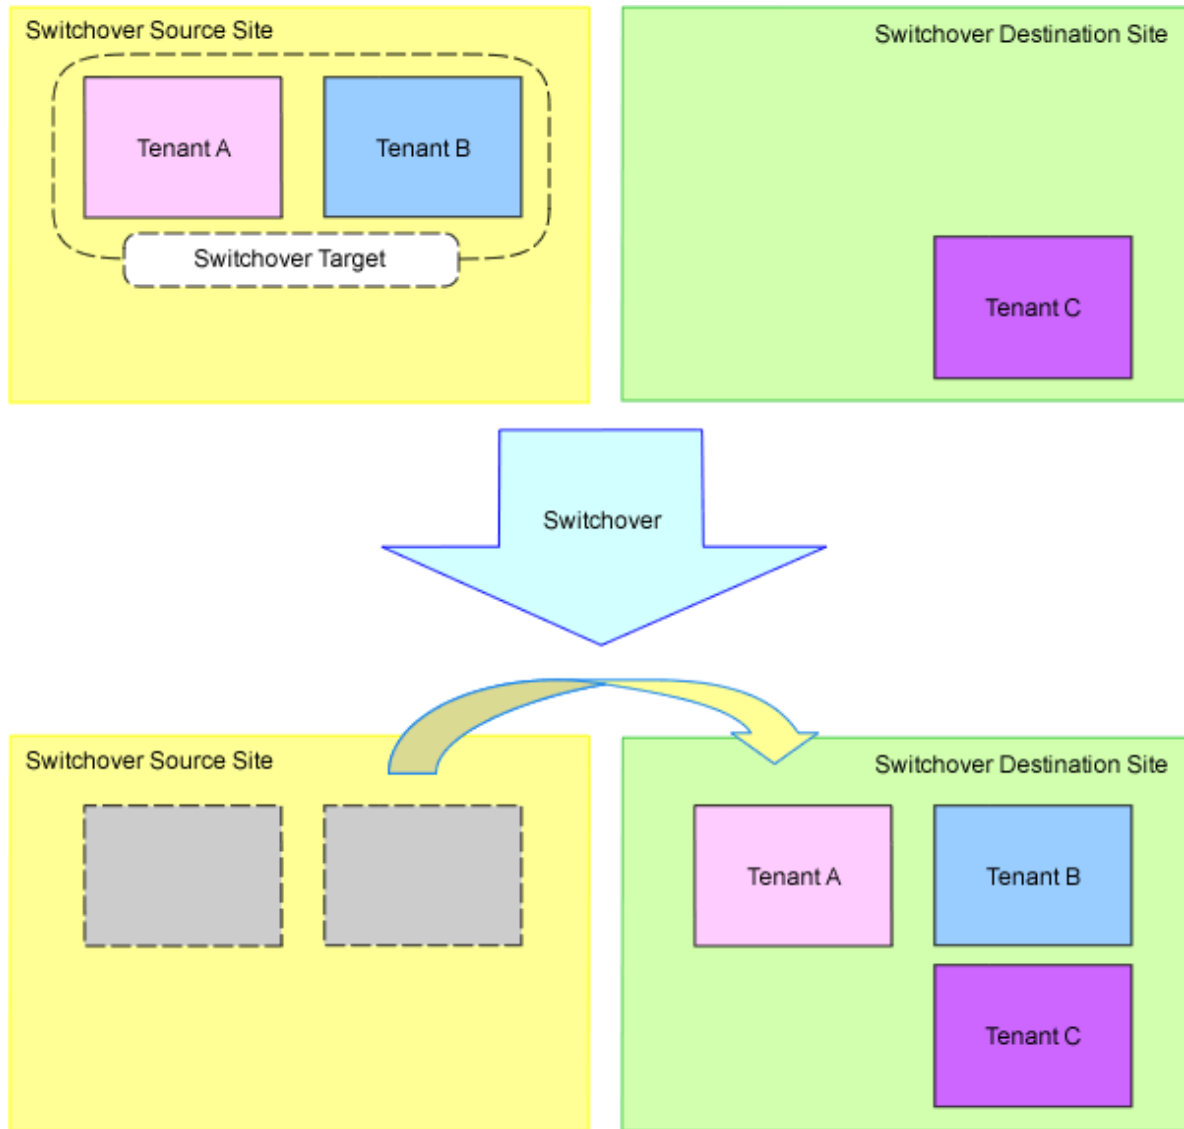 Switchover Source Site
Switchover Destination Site
Tenant A
Tenant B
Switchover Target
Tenant C
Switchover
Switchover Source Site
Switchover Destination Site
Tenant A
Tenant B
Tenant C